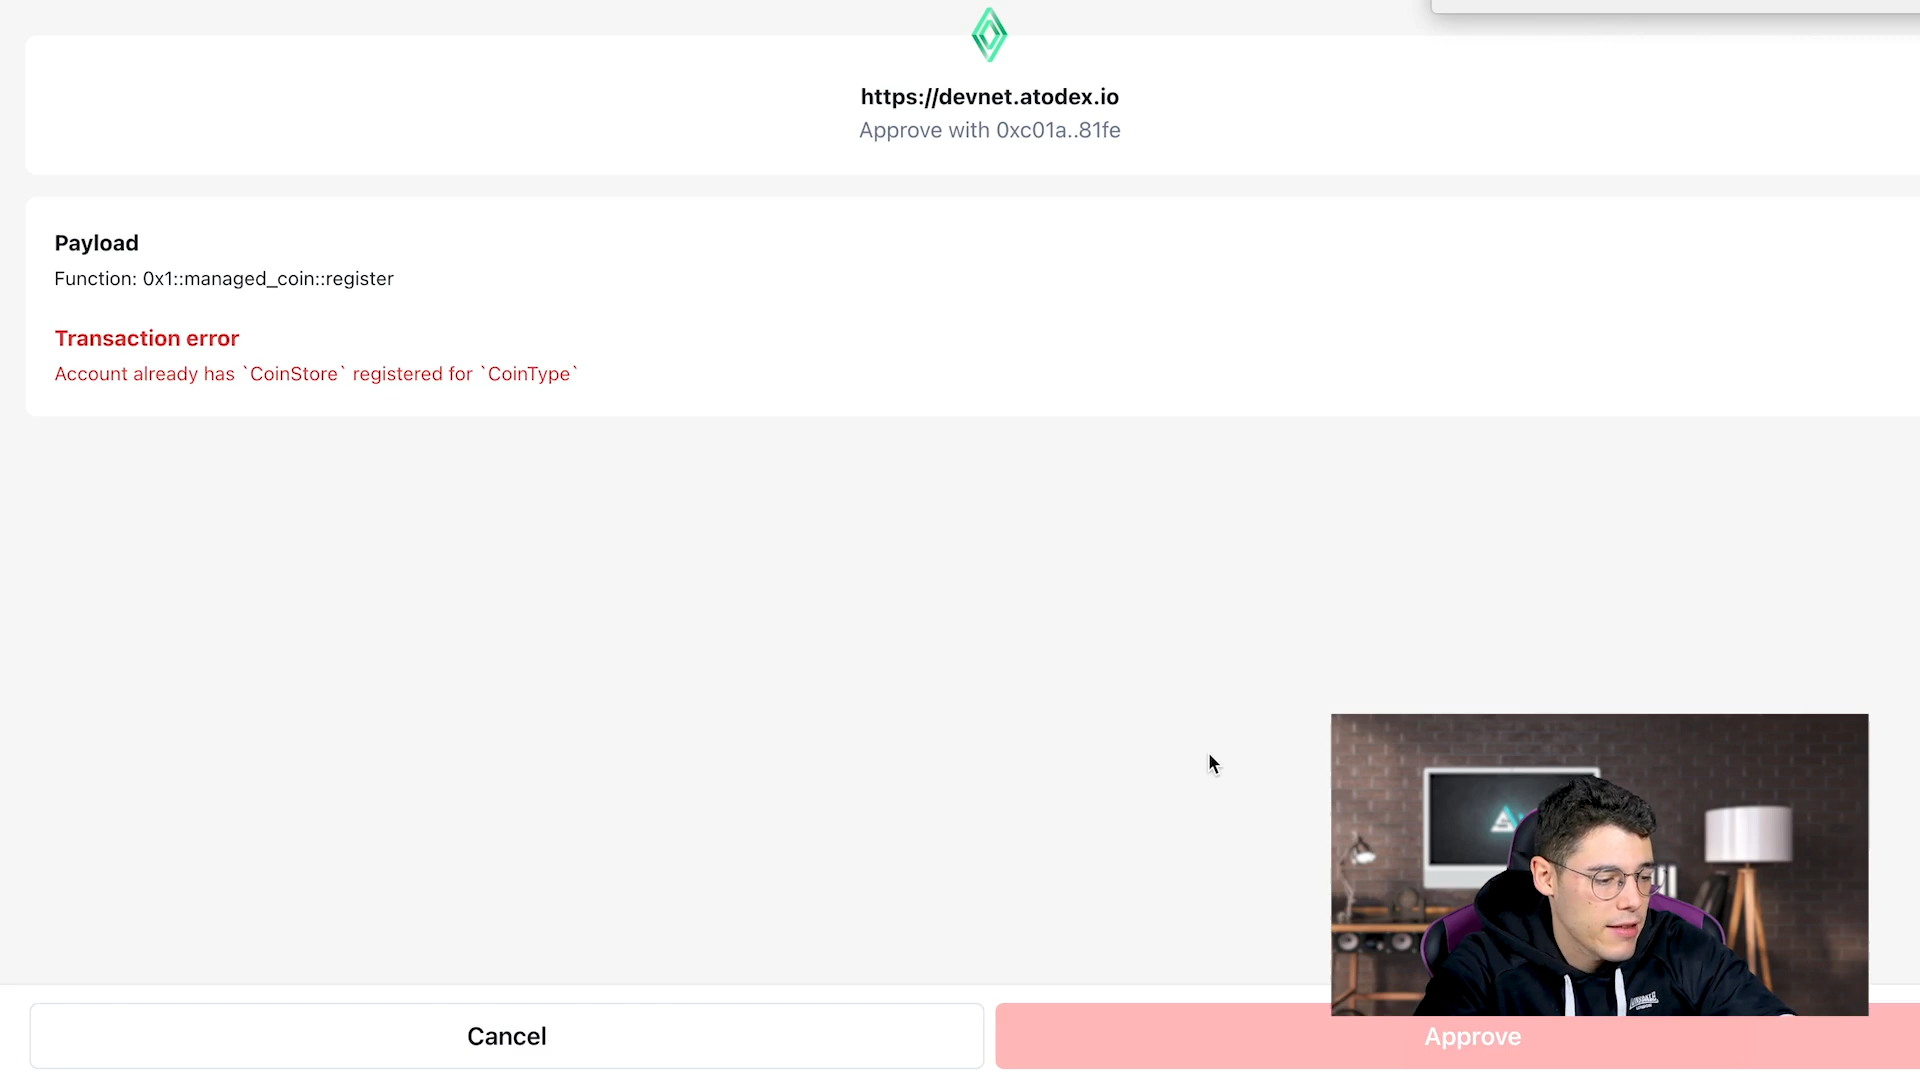 https://devnet.atodex.io
Approve with 0xc01a..81fe
Payload
Function: 0x1::managed_coin::register
Transaction error
Account already has `CoinStore` registered for `CoinType`
Cancel
Approve